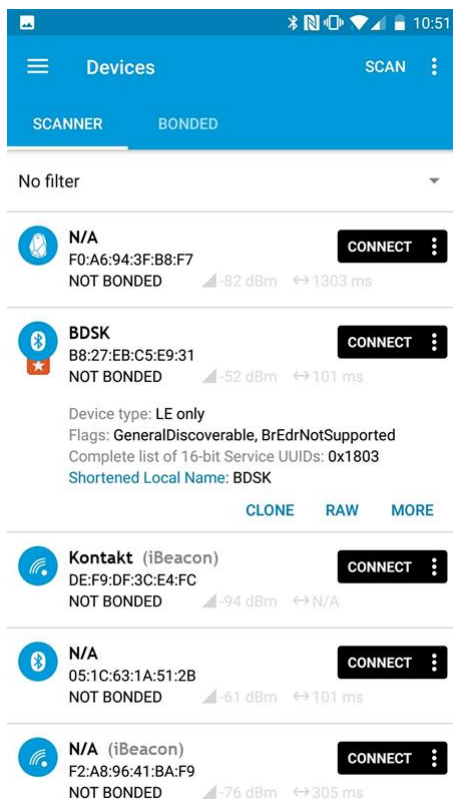 10:51
Devices SCAN
SCANNER BONDED
No filter
N/A
F0:A6:94:3F:B8:F7
CONNECT
NOT BONDED -82 dBm 1303 ms
BDSK
B8:27:EB:C5:E9:31
CONNECT
NOT BONDED -52 dBm 101 ms
Device type: LE only
Flags: GeneralDiscoverable, BrEdrNotSupported
Complete list of 16-bit Service UUIDs: 0x1803
Shortened Local Name: BDSK
CLONE RAW MORE
Kontakt (iBeacon)
DE:F9:DF:3C:E4:FC
CONNECT
NOT BONDED -94 dBm N/A
N/A
05:1C:63:1A:51:2B
CONNECT
NOT BONDED -61 dBm 101 ms
N/A (iBeacon)
F2:A8:96:41:BA:F9
CONNECT
NOT BONDED -76 dBm 305 ms